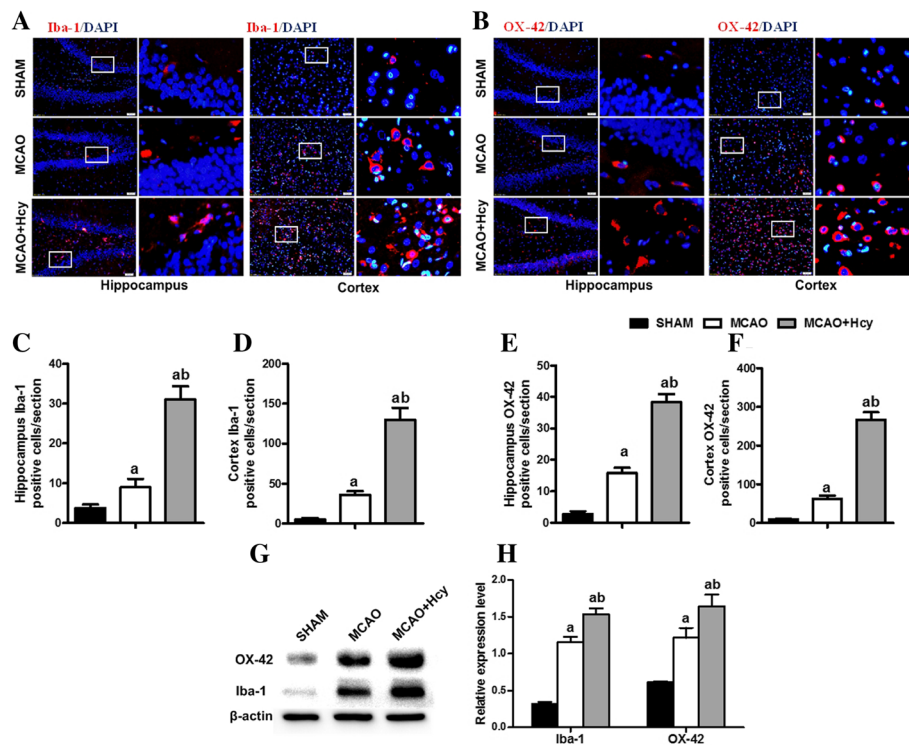 A
B
Iba-1/DAPI
Iba-1/DAPI
OX-42/DAPI
OX-42/DAPI
SHAM
MCAO
MCAO+Hcy
SHAM
MCAO
MCAO+Hcy
Hippocampus
Cortex
Hippocampus
Cortex
SHAM
MCAO
MCAO+Hcy
C
D
E
F
Hippocampus Iba-1
positive cells/section
40
30
20
10
0
a
ab
Cortex Iba-1
positive cells/section
150
100
50
0
a
ab
Hippocampus OX-42
positive cells/section
50
40
30
20
10
0
a
ab
Cortex OX-42
positive cells/section
400
300
200
100
0
a
ab
G
H
SHAM
MCAO
MCAO+Hcy
OX-42
Iba-1
β-actin
Relative expression level
2.0
1.5
1.0
0.5
0.0
a
ab
a
ab
Iba-1
OX-42